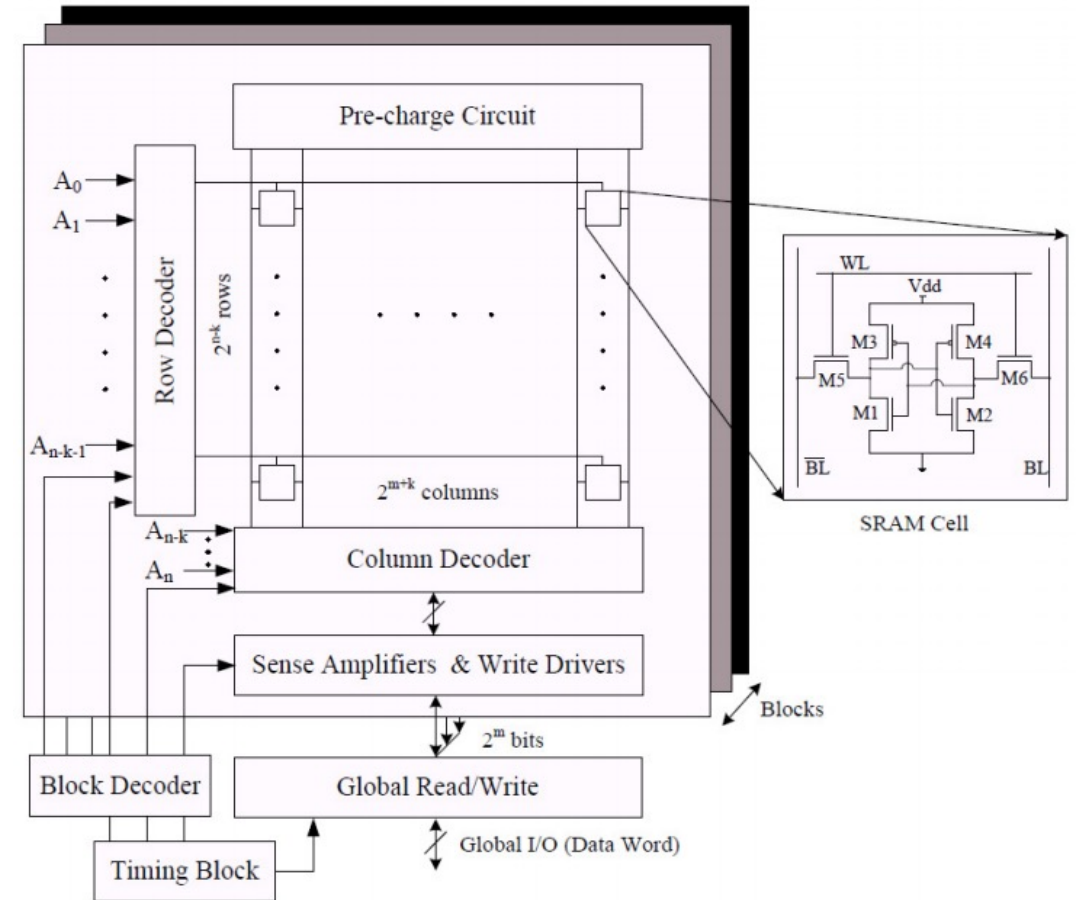 Pre-charge Circuit
A₀
A₁
Row Decoder
2ⁿ⁻ᵏ rows
Aₙ₋ₖ₋₁
2ᵐ⁺ᵏ columns
Aₙ₋ₖ
Aₙ
Column Decoder
Sense Amplifiers & Write Drivers
Blocks
2ᵐ bits
Block Decoder
Global Read/Write
Global I/O (Data Word)
Timing Block
WL
Vdd
M3
M4
M5
M6
M1
M2
B̅L̅
BL
SRAM Cell